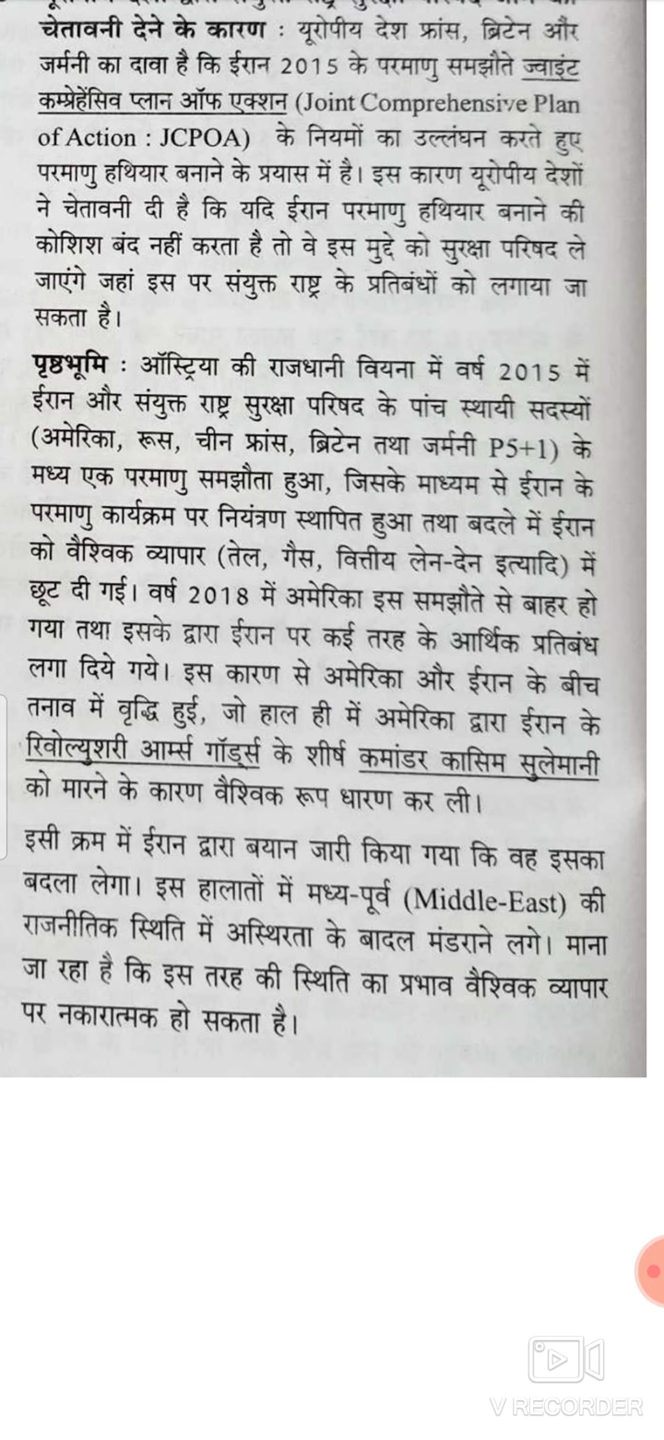 चेतावनी देने के कारण : यूरोपीय देश फ्रांस, ब्रिटेन और
जर्मनी का दावा है कि ईरान 2015 के परमाणु समझौते ज्वाइंट
कम्प्रेहेंसिव प्लान ऑफ एक्शन (Joint Comprehensive Plan
of Action : JCPOA) के नियमों का उल्लंघन करते हुए
परमाणु हथियार बनाने के प्रयास में है। इस कारण यूरोपीय देशों
ने चेतावनी दी है कि यदि ईरान परमाणु हथियार बनाने की
कोशिश बंद नहीं करता है तो वे इस मुद्दे को सुरक्षा परिषद ले
जाएंगे जहां इस पर संयुक्त राष्ट्र के प्रतिबंधों को लगाया जा
सकता है।
पृष्ठभूमि : ऑस्ट्रिया की राजधानी वियना में वर्ष 2015 में
ईरान और संयुक्त राष्ट्र सुरक्षा परिषद के पांच स्थायी सदस्यों
(अमेरिका, रूस, चीन फ्रांस, ब्रिटेन तथा जर्मनी P5+1) के
मध्य एक परमाणु समझौता हुआ, जिसके माध्यम से ईरान के
परमाणु कार्यक्रम पर नियंत्रण स्थापित हुआ तथा बदले में ईरान
को वैश्विक व्यापार (तेल, गैस, वित्तीय लेन-देन इत्यादि) में
छूट दी गई। वर्ष 2018 में अमेरिका इस समझौते से बाहर हो
गया तथा इसके द्वारा ईरान पर कई तरह के आर्थिक प्रतिबंध
लगा दिये गये। इस कारण से अमेरिका और ईरान के बीच
तनाव में वृद्धि हुई, जो हाल ही में अमेरिका द्वारा ईरान के
रिवोल्युशरी आर्म्स गॉर्ड्स के शीर्ष कमांडर कासिम सुलेमानी
को मारने के कारण वैश्विक रूप धारण कर ली।
इसी क्रम में ईरान द्वारा बयान जारी किया गया कि वह इसका
बदला लेगा। इस हालातों में मध्य-पूर्व (Middle-East) की
राजनीतिक स्थिति में अस्थिरता के बादल मंडराने लगे। माना
जा रहा है कि इस तरह की स्थिति का प्रभाव वैश्विक व्यापार
पर नकारात्मक हो सकता है।
V RECORDER